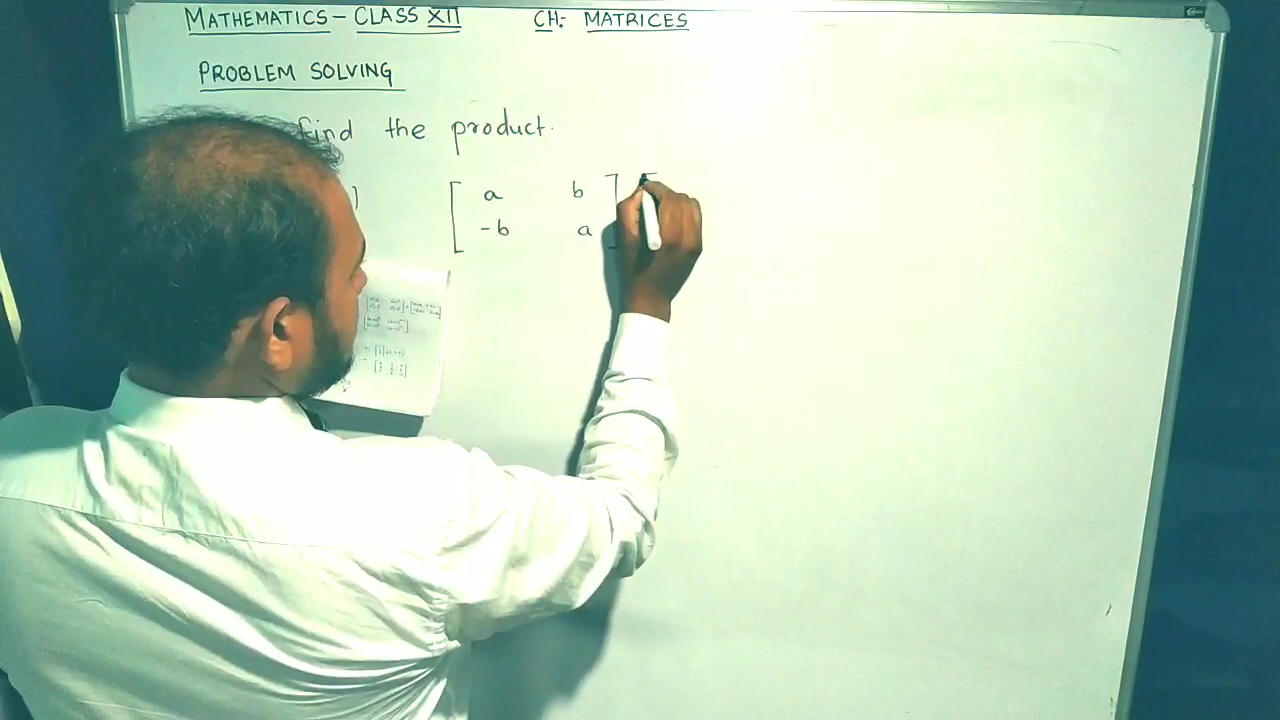 MATHEMATICS - CLASS XII CH: MATRICES
PROBLEM SOLVING
find the product.
[ a b ] [
[ -b a ]